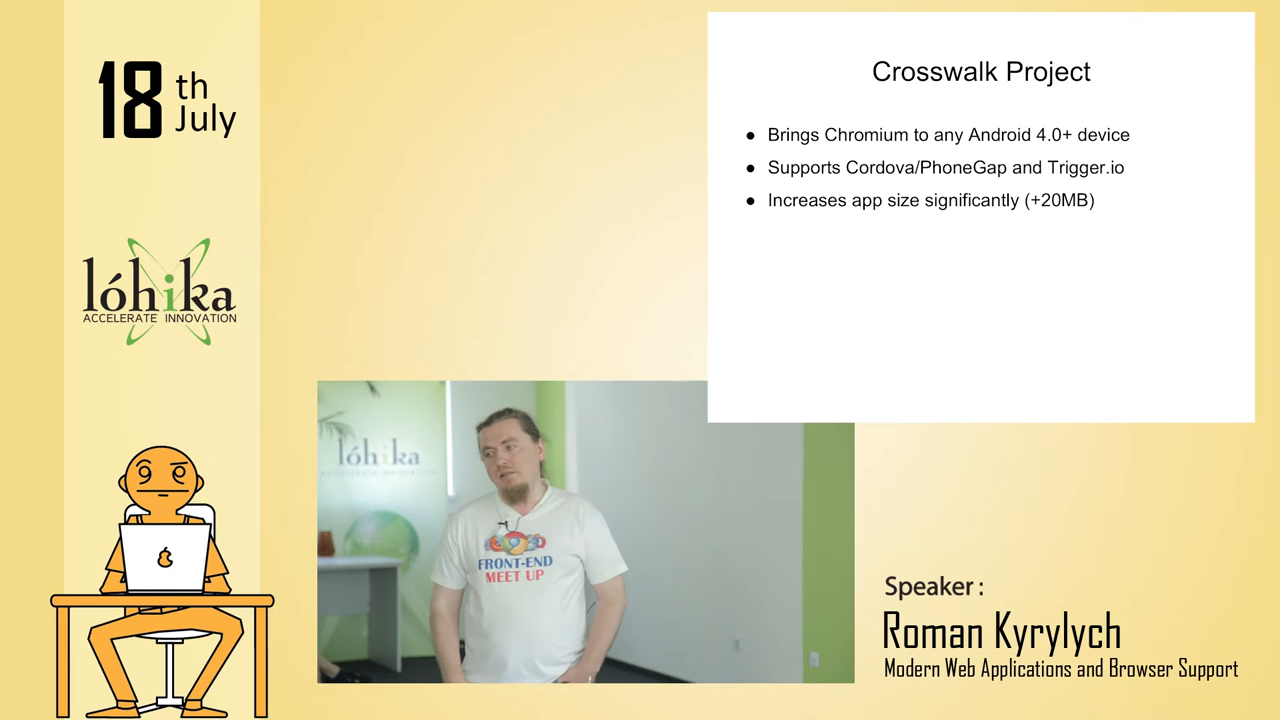 18 th July
lóhika
ACCELERATE INNOVATION
Crosswalk Project
● Brings Chromium to any Android 4.0+ device
● Supports Cordova/PhoneGap and Trigger.io
● Increases app size significantly (+20MB)
lóhika
FRONT-END
MEET UP
Speaker :
Roman Kyrylych
Modern Web Applications and Browser Support